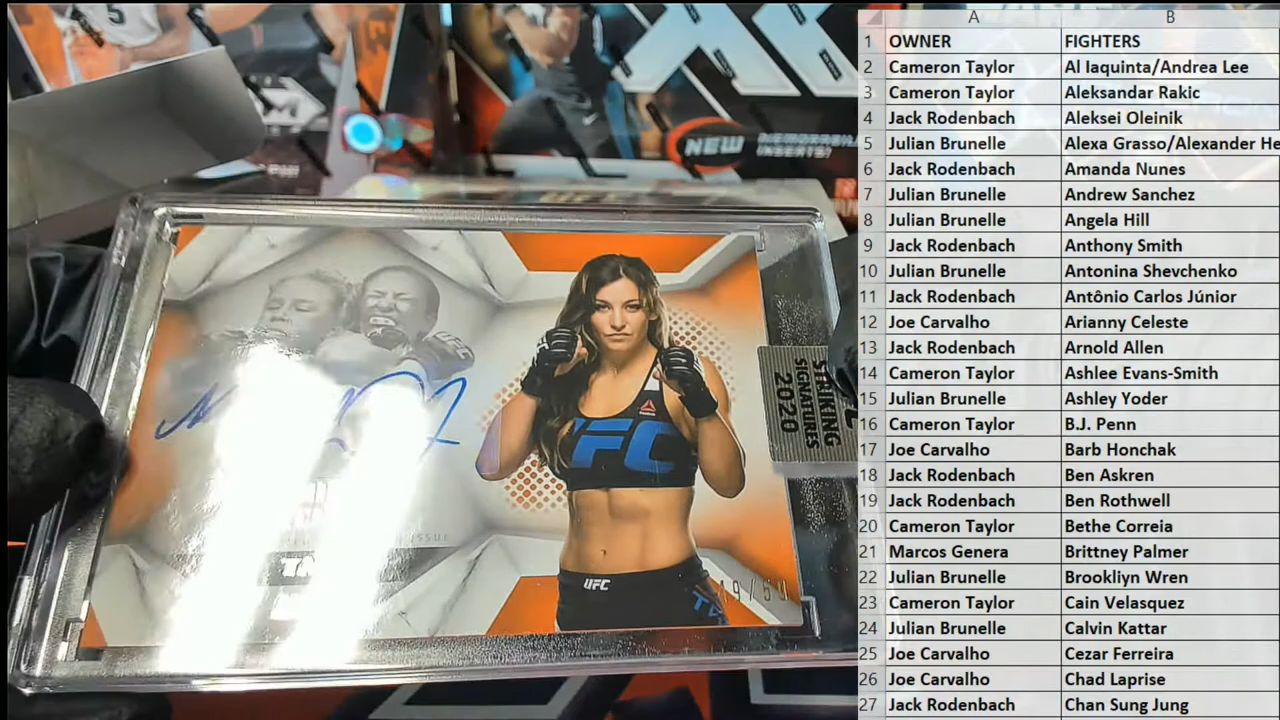 5
NEW
MEMORABILIA
INSERTS!
UFC
UFC
UFC
STRIKING
SIGNATURES
2020
49/50
A B
1 OWNER FIGHTERS
2 Cameron Taylor Al Iaquinta/Andrea Lee
3 Cameron Taylor Aleksandar Rakic
4 Jack Rodenbach Aleksei Oleinik
5 Julian Brunelle Alexa Grasso/Alexander He
6 Jack Rodenbach Amanda Nunes
7 Julian Brunelle Andrew Sanchez
8 Julian Brunelle Angela Hill
9 Jack Rodenbach Anthony Smith
10 Julian Brunelle Antonina Shevchenko
11 Jack Rodenbach Antônio Carlos Júnior
12 Joe Carvalho Arianny Celeste
13 Jack Rodenbach Arnold Allen
14 Cameron Taylor Ashlee Evans-Smith
15 Julian Brunelle Ashley Yoder
16 Cameron Taylor B.J. Penn
17 Joe Carvalho Barb Honchak
18 Jack Rodenbach Ben Askren
19 Jack Rodenbach Ben Rothwell
20 Cameron Taylor Bethe Correia
21 Marcos Genera Brittney Palmer
22 Julian Brunelle Brookliyn Wren
23 Cameron Taylor Cain Velasquez
24 Julian Brunelle Calvin Kattar
25 Joe Carvalho Cezar Ferreira
26 Joe Carvalho Chad Laprise
27 Jack Rodenbach Chan Sung Jung